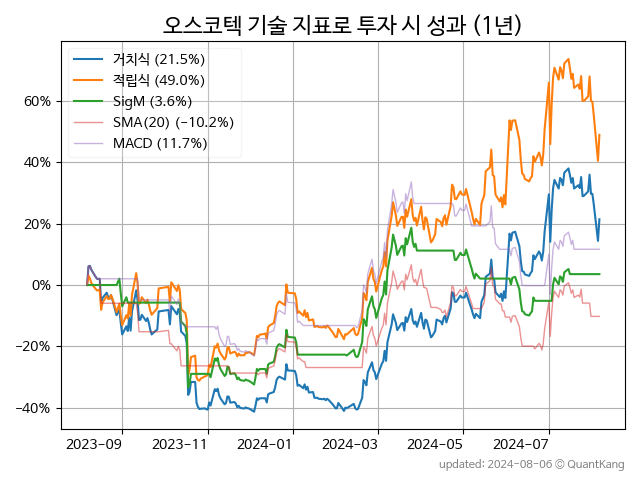 오스코텍 기술 지표로 투자 시 성과 (1년)
거치식 (21.5%)
적립식 (49.0%)
SigM (3.6%)
SMA(20) (-10.2%)
MACD (11.7%)
60%
40%
20%
0%
-20%
-40%
2023-09 2023-11 2024-01 2024-03 2024-05 2024-07
updated: 2024-08-06 © QuantKang